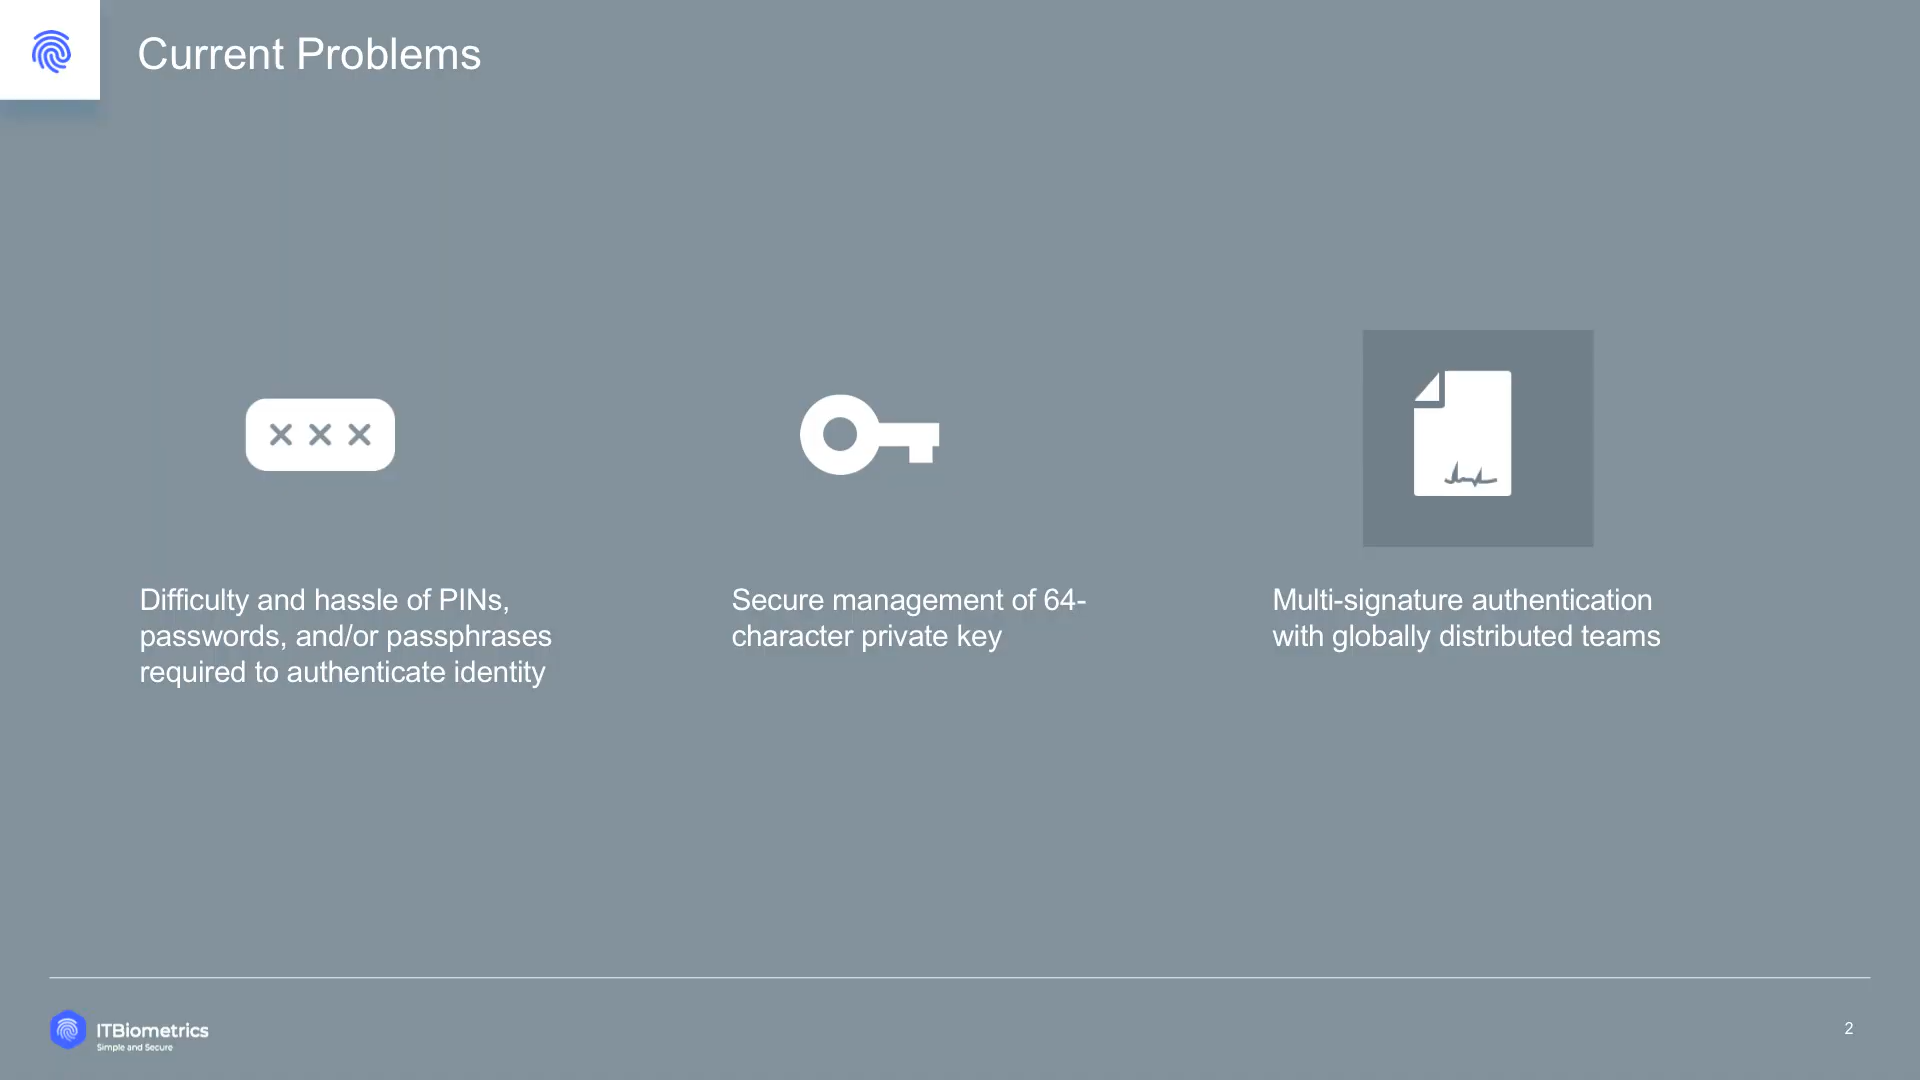 Current Problems
Difficulty and hassle of PINs,
passwords, and/or passphrases
required to authenticate identity
Secure management of 64-
character private key
Multi-signature authentication
with globally distributed teams
ITBiometrics
Simple and Secure
2